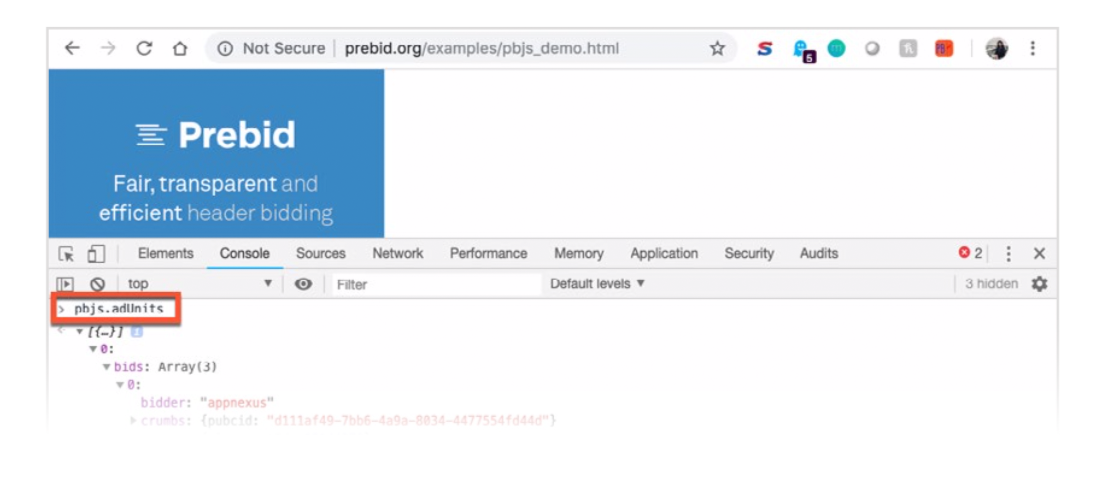 Not Secure | prebid.org/examples/pbjs_demo.html
5
Prebid
Fair, transparent and
efficient header bidding
Elements Console Sources Network Performance Memory Application Security Audits 2
top Filter Default levels ▼ 3 hidden
> pbjs.adUnits
< ▼ [{…}] i
▼ 0:
▼ bids: Array(3)
▼ 0:
bidder: "appnexus"
▶ crumbs: {pubcid: "d111af49-7bb6-4a9a-8034-4477554fd44d"}